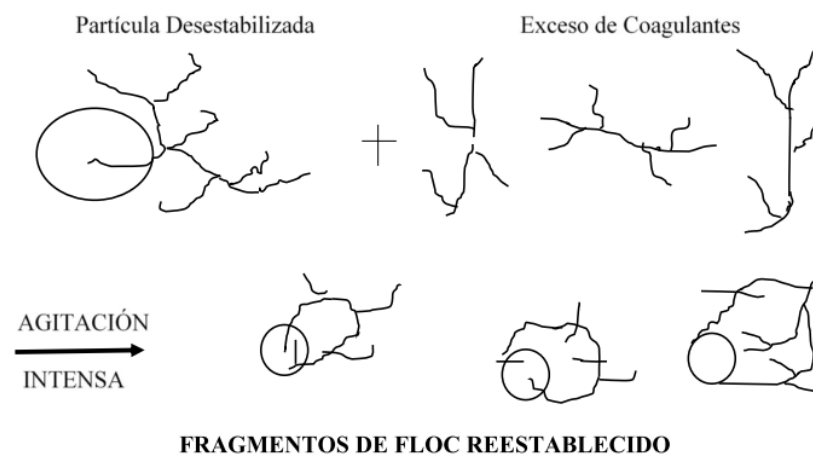 Partícula Desestabilizada
Exceso de Coagulantes
AGITACIÓN
INTENSA
FRAGMENTOS DE FLOC REESTABLECIDO